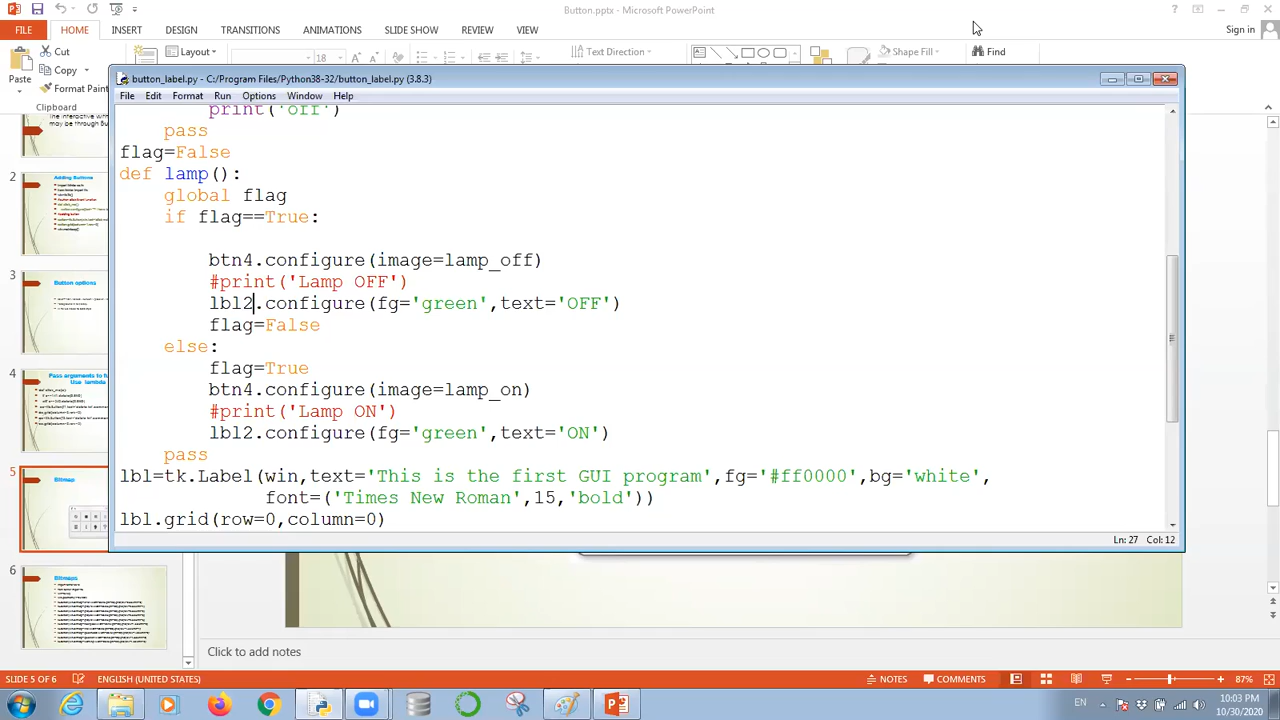 Button.pptx - Microsoft PowerPoint
FILE HOME INSERT DESIGN TRANSITIONS ANIMATIONS SLIDE SHOW REVIEW VIEW Sign in
Paste Cut Copy Format Paint Clipboard
Layout 18 Text Direction Shape Fill Find
button_label.py - C:/Program Files/Python38-32/button_label.py (3.8.3)
File Edit Format Run Options Window Help
print('off')
pass
flag=False
def lamp():
global flag
if flag==True:
btn4.configure(image=lamp_off)
#print('Lamp OFF')
lbl2.configure(fg='green',text='OFF')
flag=False
else:
flag=True
btn4.configure(image=lamp_on)
#print('Lamp ON')
lbl2.configure(fg='green',text='ON')
pass
lbl=tk.Label(win,text='This is the first GUI program',fg='#ff0000',bg='white',
font=('Times New Roman',15,'bold'))
lbl.grid(row=0,column=0)
Ln: 27 Col: 12
2
Adding Buttons
3
Button options
4
Pass arguments to h
Use lambda
5
Bitmap
6
Bitmaps
Click to add notes
SLIDE 5 OF 6 ENGLISH (UNITED STATES) NOTES COMMENTS 87%
EN 10:03 PM
10/30/2020